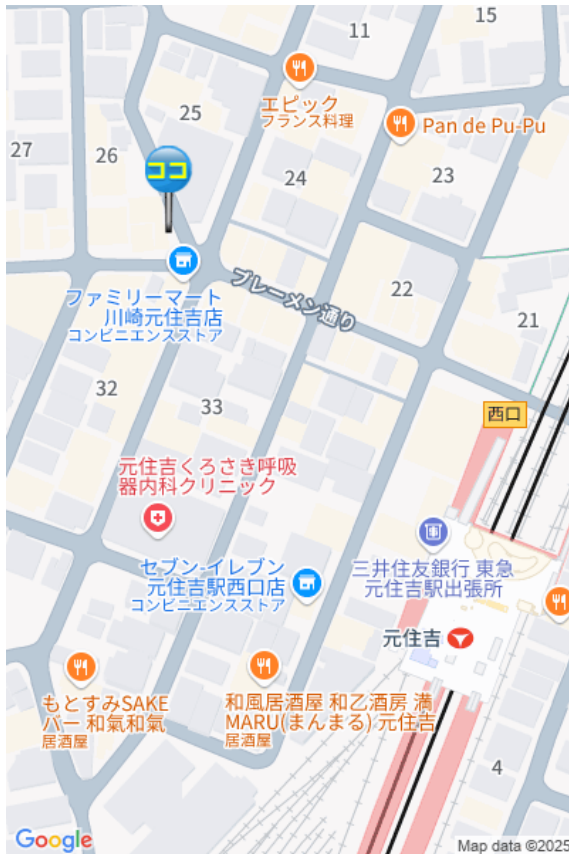 15
11
エピック
フランス料理
25
Pan de Pu-Pu
27
26
ココ
24
23
ブレーメン通り
22
ファミリーマート
川崎元住吉店
コンビニエンスストア
21
32
33
西口
元住吉くろさき呼吸
器内科クリニック
セブン-イレブン
元住吉駅西口店
コンビニエンスストア
三井住友銀行 東急
元住吉駅出張所
元住吉
もとすみSAKE
バー 和氣和氣
居酒屋
和風居酒屋 和乙酒房 満
MARU(まんまる) 元住吉
居酒屋
4
Google
Map data ©2025